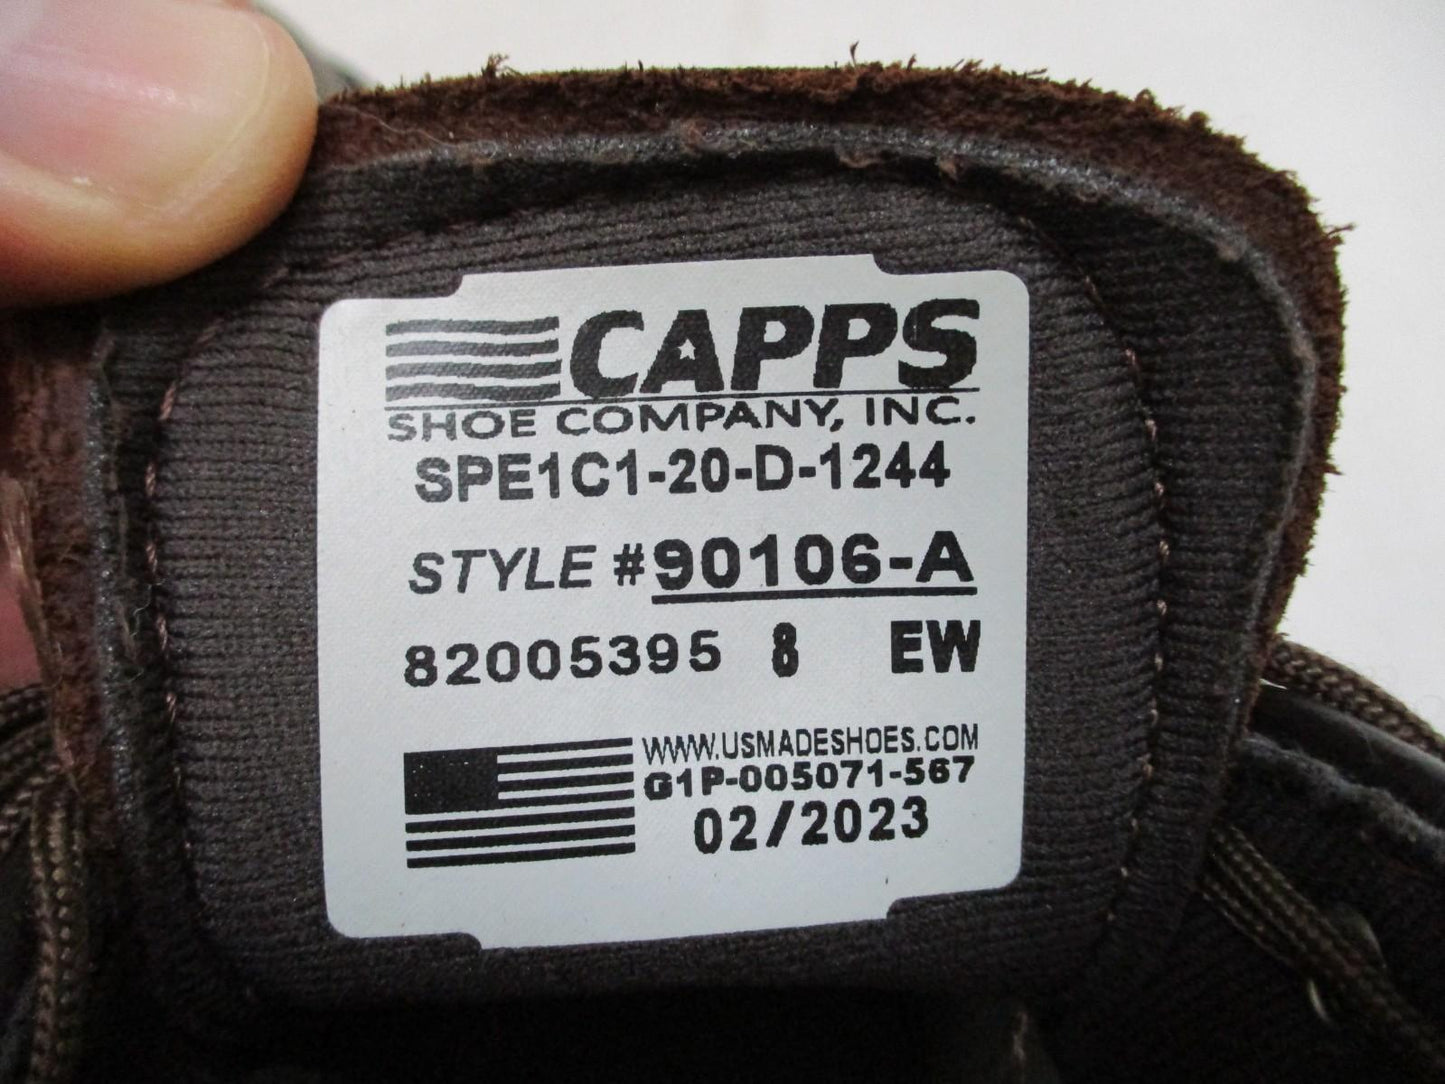 CAPPS
SHOE COMPANY, INC.
SPE1C1-20-D-1244
STYLE #90106-A
82005395 8 EW
WWW.USMADESHOES.COM
G1P-005071-567
02/2023